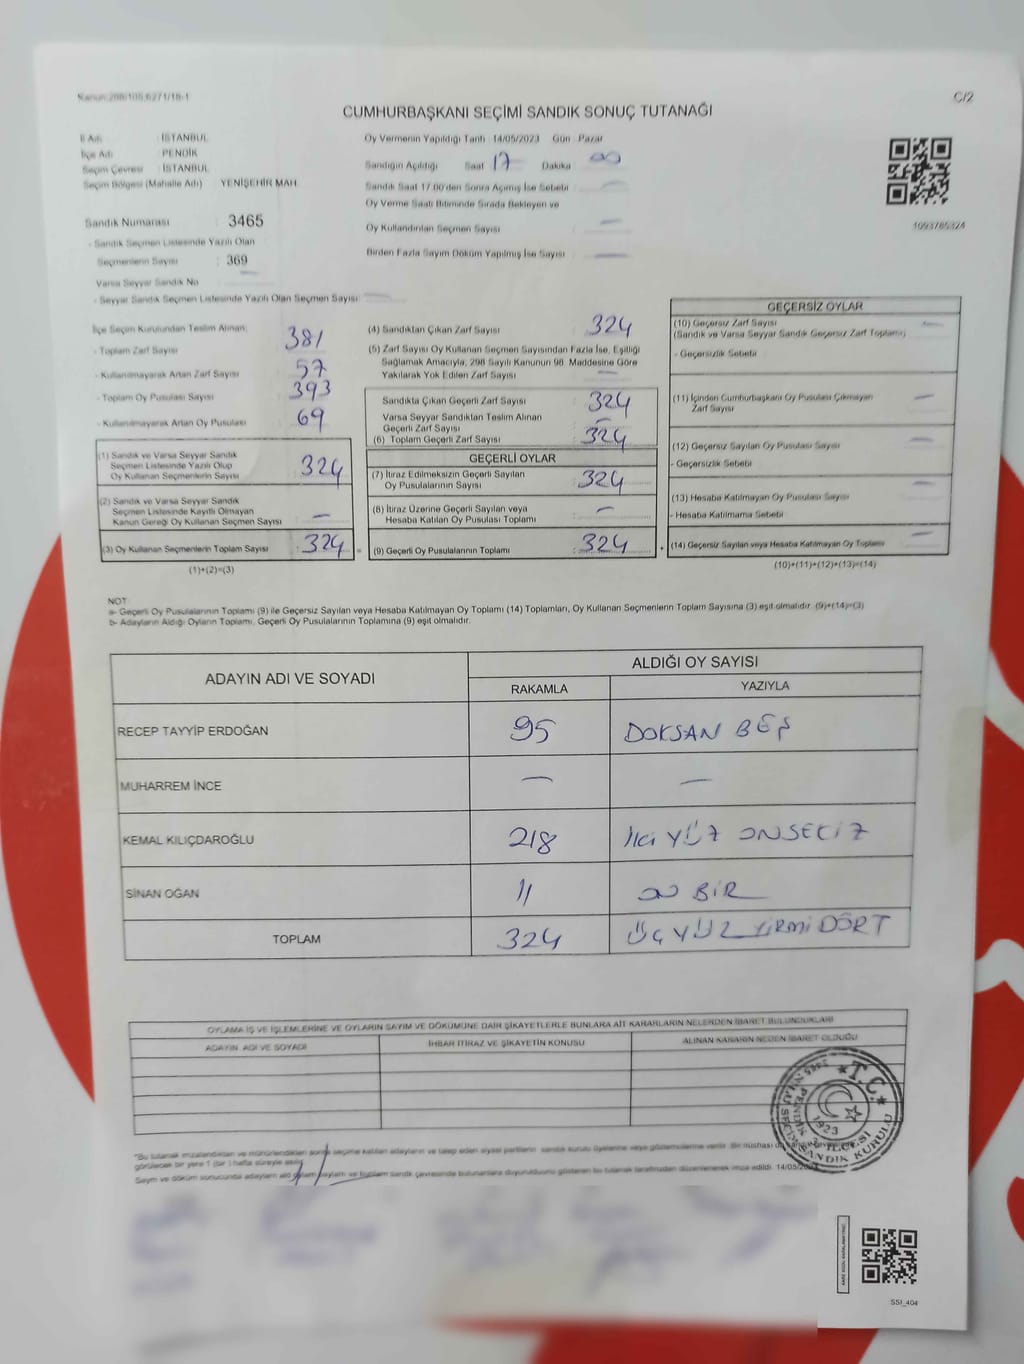 Kanun:298/105,6271/18-1
C/2
CUMHURBAŞKANI SEÇİMİ SANDIK SONUÇ TUTANAĞI
İl Adı : İSTANBUL
İlçe Adı : PENDİK
Seçim Çevresi : İSTANBUL
Seçim Bölgesi (Mahalle Adı) YENİŞEHİR MAH.
Sandık Numarası : 3465
- Sandık Seçmen Listesinde Yazılı Olan
Seçmenlerin Sayısı : 369
Varsa Seyyar Sandık No : —
- Seyyar Sandık Seçmen Listesinde Yazılı Olan Seçmen Sayısı: —
Oy Vermenin Yapıldığı Tarih : 14/05/2023 Gün : Pazar
Sandığın Açıldığı Saat 17 Dakika : 00
Sandık Saat 17.00'den Sonra Açılmış İse Sebebi : —
Oy Verme Saati Bitiminde Sırada Bekleyen ve
Oy Kullandırılan Seçmen Sayısı : —
Birden Fazla Sayım Döküm Yapılmış İse Sayısı : —
1093765324
İlçe Seçim Kurulundan Teslim Alınan;
- Toplam Zarf Sayısı : 381
- Kullanılmayarak Artan Zarf Sayısı : 57
- Toplam Oy Pusulası Sayısı : 393
- Kullanılmayarak Artan Oy Pusulası : 69
(1) Sandık ve Varsa Seyyar Sandık
Seçmen Listesinde Yazılı Olup
Oy Kullanan Seçmenlerin Sayısı : 324
(2) Sandık ve Varsa Seyyar Sandık
Seçmen Listesinde Kayıtlı Olmayan
Kanun Gereği Oy Kullanan Seçmen Sayısı : —
(3) Oy Kullanan Seçmenlerin Toplam Sayısı : 324 =
(1)+(2)=(3)
(4) Sandıktan Çıkan Zarf Sayısı : 324
(5) Zarf Sayısı Oy Kullanan Seçmen Sayısından Fazla İse, Eşitliği
Sağlamak Amacıyla, 298 Sayılı Kanunun 98. Maddesine Göre
Yakılarak Yok Edilen Zarf Sayısı : —
Sandıkta Çıkan Geçerli Zarf Sayısı : 324
Varsa Seyyar Sandıktan Teslim Alınan
Geçerli Zarf Sayısı : —
(6) Toplam Geçerli Zarf Sayısı : 324
GEÇERLİ OYLAR
(7) İtiraz Edilmeksizin Geçerli Sayılan
Oy Pusulalarının Sayısı : 324
(8) İtiraz Üzerine Geçerli Sayılan veya
Hesaba Katılan Oy Pusulası Toplamı : —
(9) Geçerli Oy Pusulalarının Toplamı : 324 +
GEÇERSİZ OYLAR
(10) Geçersiz Zarf Sayısı : —
(Sandık ve Varsa Seyyar Sandık Geçersiz Zarf Toplamı)
- Geçersizlik Sebebi
(11) İçinden Cumhurbaşkanı Oy Pusulası Çıkmayan
Zarf Sayısı : —
(12) Geçersiz Sayılan Oy Pusulası Sayısı : —
- Geçersizlik Sebebi
(13) Hesaba Katılmayan Oy Pusulası Sayısı : —
- Hesaba Katılmama Sebebi
(14) Geçersiz Sayılan veya Hesaba Katılmayan Oy Toplamı : —
(10)+(11)+(12)+(13)=(14)
NOT:
a- Geçerli Oy Pusulalarının Toplamı (9) ile Geçersiz Sayılan veya Hesaba Katılmayan Oy Toplamı (14) Toplamları, Oy Kullanan Seçmenlerin Toplam Sayısına (3) eşit olmalıdır. (9)+(14)=(3)
b- Adayların Aldığı Oyların Toplamı, Geçerli Oy Pusulalarının Toplamına (9) eşit olmalıdır.
ADAYIN ADI VE SOYADI ALDIĞI OY SAYISI
RAKAMLA YAZIYLA
RECEP TAYYİP ERDOĞAN 95 DOKSAN BEŞ
MUHARREM İNCE — —
KEMAL KILIÇDAROĞLU 218 İKİ YÜZ ONSEKİZ
SİNAN OĞAN 11 ON BİR
TOPLAM 324 ÜÇ YÜZ YİRMİ DÖRT
OYLAMA İŞ VE İŞLEMLERİNE VE OYLARIN SAYIM VE DÖKÜMÜNE DAİR ŞİKAYETLERLE BUNLARA AİT KARARLARIN NELERDEN İBARET BULUNDUKLARI
ADAYIN ADI VE SOYADI İHBAR İTİRAZ VE ŞİKAYETİN KONUSU ALINAN KARARIN NEDEN İBARET OLDUĞU
T.C.
1923
SANDIK KURULU
SSI_404